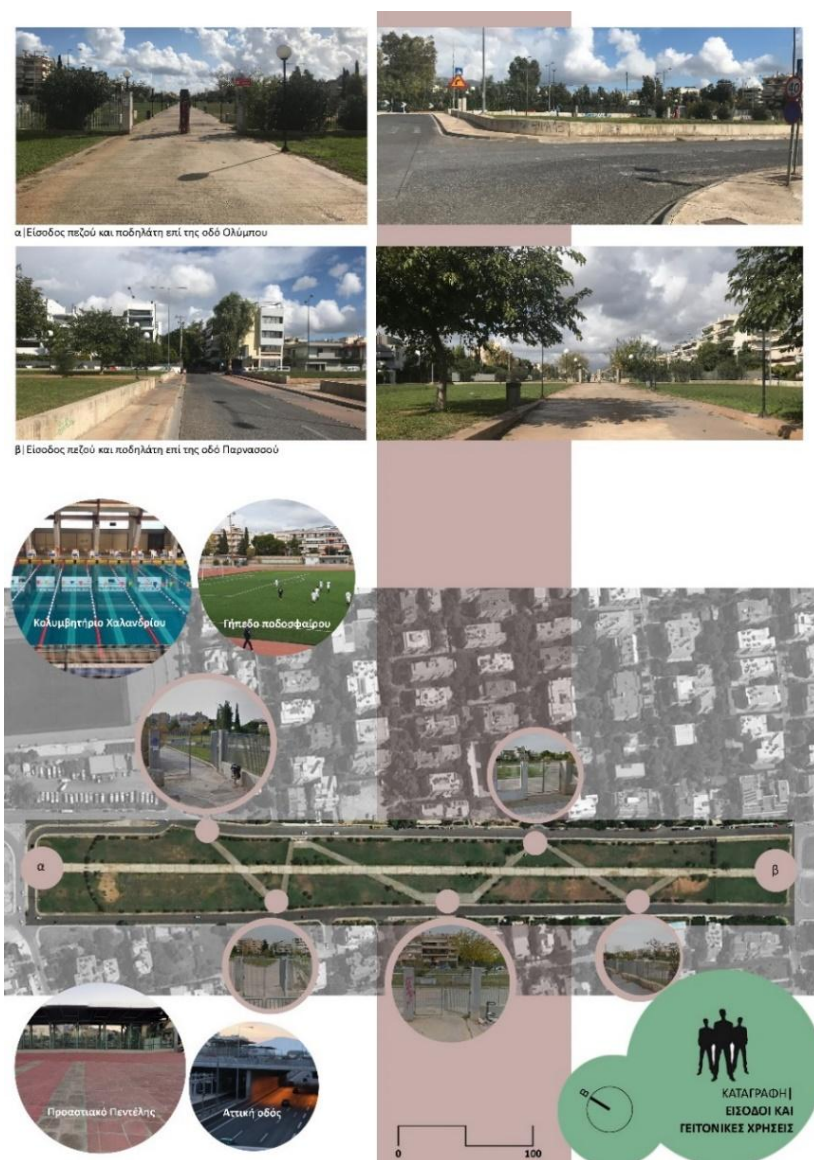 α|Είσοδος πεζού και ποδηλάτη επί της οδό Ολύμπου
β|Είσοδος πεζού και ποδηλάτη επί της οδό Παρνασσού
Κολυμβητήριο Χαλανδρίου
Γήπεδο ποδοσφαίρου
α
β
Προαστιακό Πεντέλης
Αττική οδός
Β
ΚΑΤΑΓΡΑΦΗ|
ΕΙΣΟΔΟΙ ΚΑΙ
ΓΕΙΤΟΝΙΚΕΣ ΧΡΗΣΕΙΣ
0 100